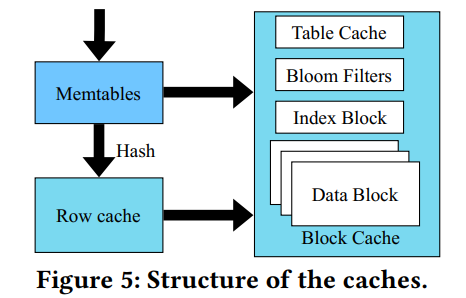 Table Cache
Memtables
Bloom Filters
Index Block
Hash
Data Block
Row cache
Block Cache
Figure 5: Structure of the caches.